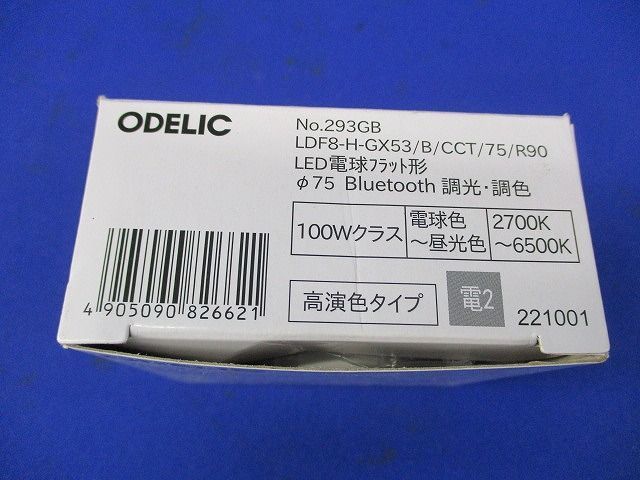 ODELIC
No.293GB
LDF8-H-GX53/B/CCT/75/R90
LED電球フラット形
φ75 Bluetooth 調光・調色
100Wクラス
電球色
～昼光色
2700K
～6500K
高演色タイプ
電2
221001
4 905090 826621